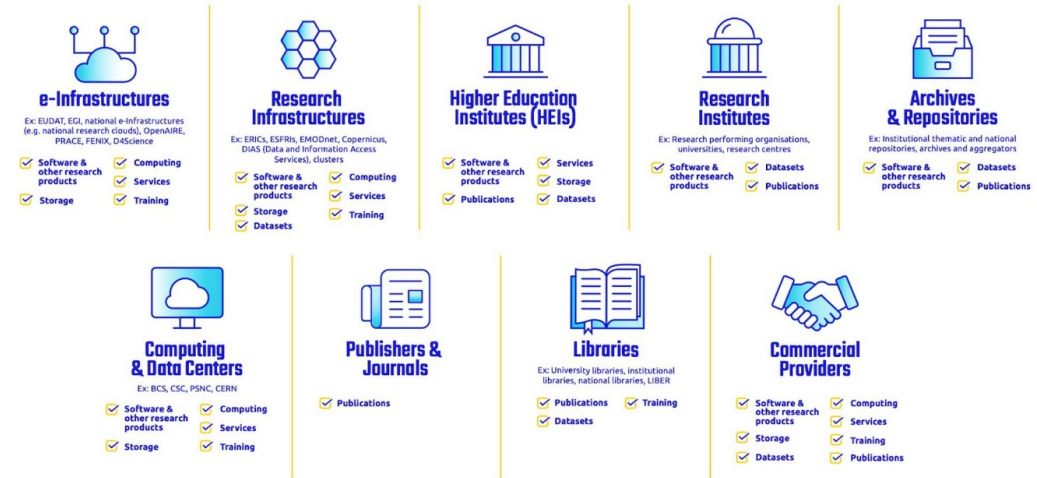 e-Infrastructures
Ex: EUDAT, EGI, national e-Infrastructures
(e.g. national research clouds), OpenAIRE,
PRACE, FENIX, D4Science
Software &
other research
products
Storage
Computing
Services
Training
Research
Infrastructures
Ex: ERICs, ESFRIs, EMODnet, Copernicus,
DIAS (Data and Information Access
Services), clusters
Software &
other research
products
Storage
Datasets
Computing
Services
Training
Higher Education
Institutes (HEIs)
Software &
other research
products
Publications
Services
Storage
Datasets
Research
Institutes
Ex: Research performing organisations,
universities, research centres
Software &
other research
products
Datasets
Publications
Archives
& Repositories
Ex: Institutional thematic and national
repositories, archives and aggregators
Software &
other research
products
Datasets
Publications
Computing
& Data Centers
Ex: BCS, CSC, PSNC, CERN
Software &
other research
products
Storage
Computing
Services
Training
Publishers &
Journals
Publications
Libraries
Ex: University libraries, institutional
libraries, national libraries, LIBER
Publications
Datasets
Training
Commercial
Providers
Software &
other research
products
Storage
Datasets
Computing
Services
Training
Publications